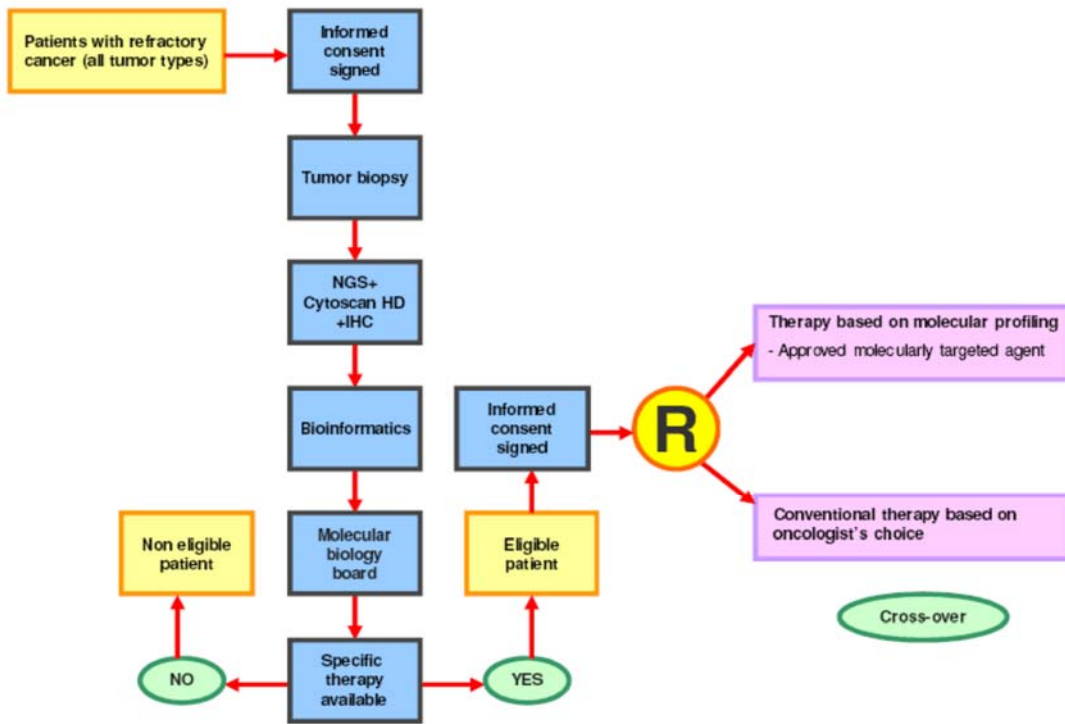 Patients with refractory
cancer (all tumor types)
Informed
consent
signed
Tumor biopsy
NGS+
Cytoscan HD
+IHC
Bioinformatics
Molecular
biology
board
Specific
therapy
available
NO
Non eligible
patient
YES
Eligible
patient
Informed
consent
signed
R
Therapy based on molecular profiling
- Approved molecularly targeted agent
Conventional therapy based on
oncologist's choice
Cross-over